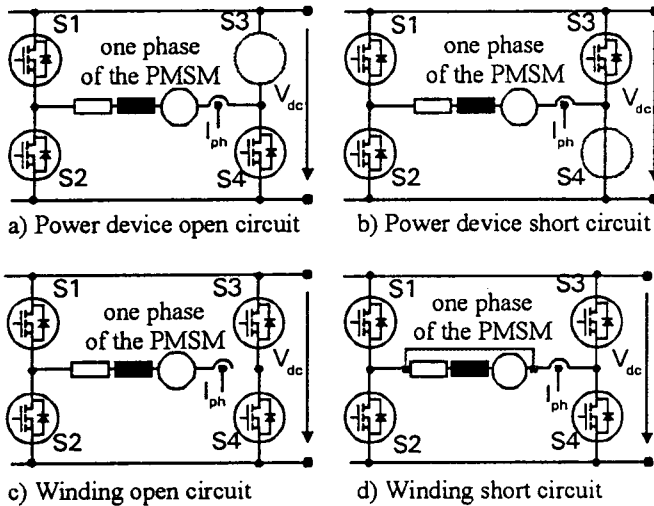 S1
S3
one phase
of the PMSM
V dc
I ph
S2
S4
a) Power device open circuit
S1
S3
one phase
of the PMSM
V dc
I ph
S2
S4
b) Power device short circuit
S1
S3
one phase
of the PMSM
V dc
I ph
S2
S4
c) Winding open circuit
S1
S3
one phase
of the PMSM
V dc
I ph
S2
S4
d) Winding short circuit